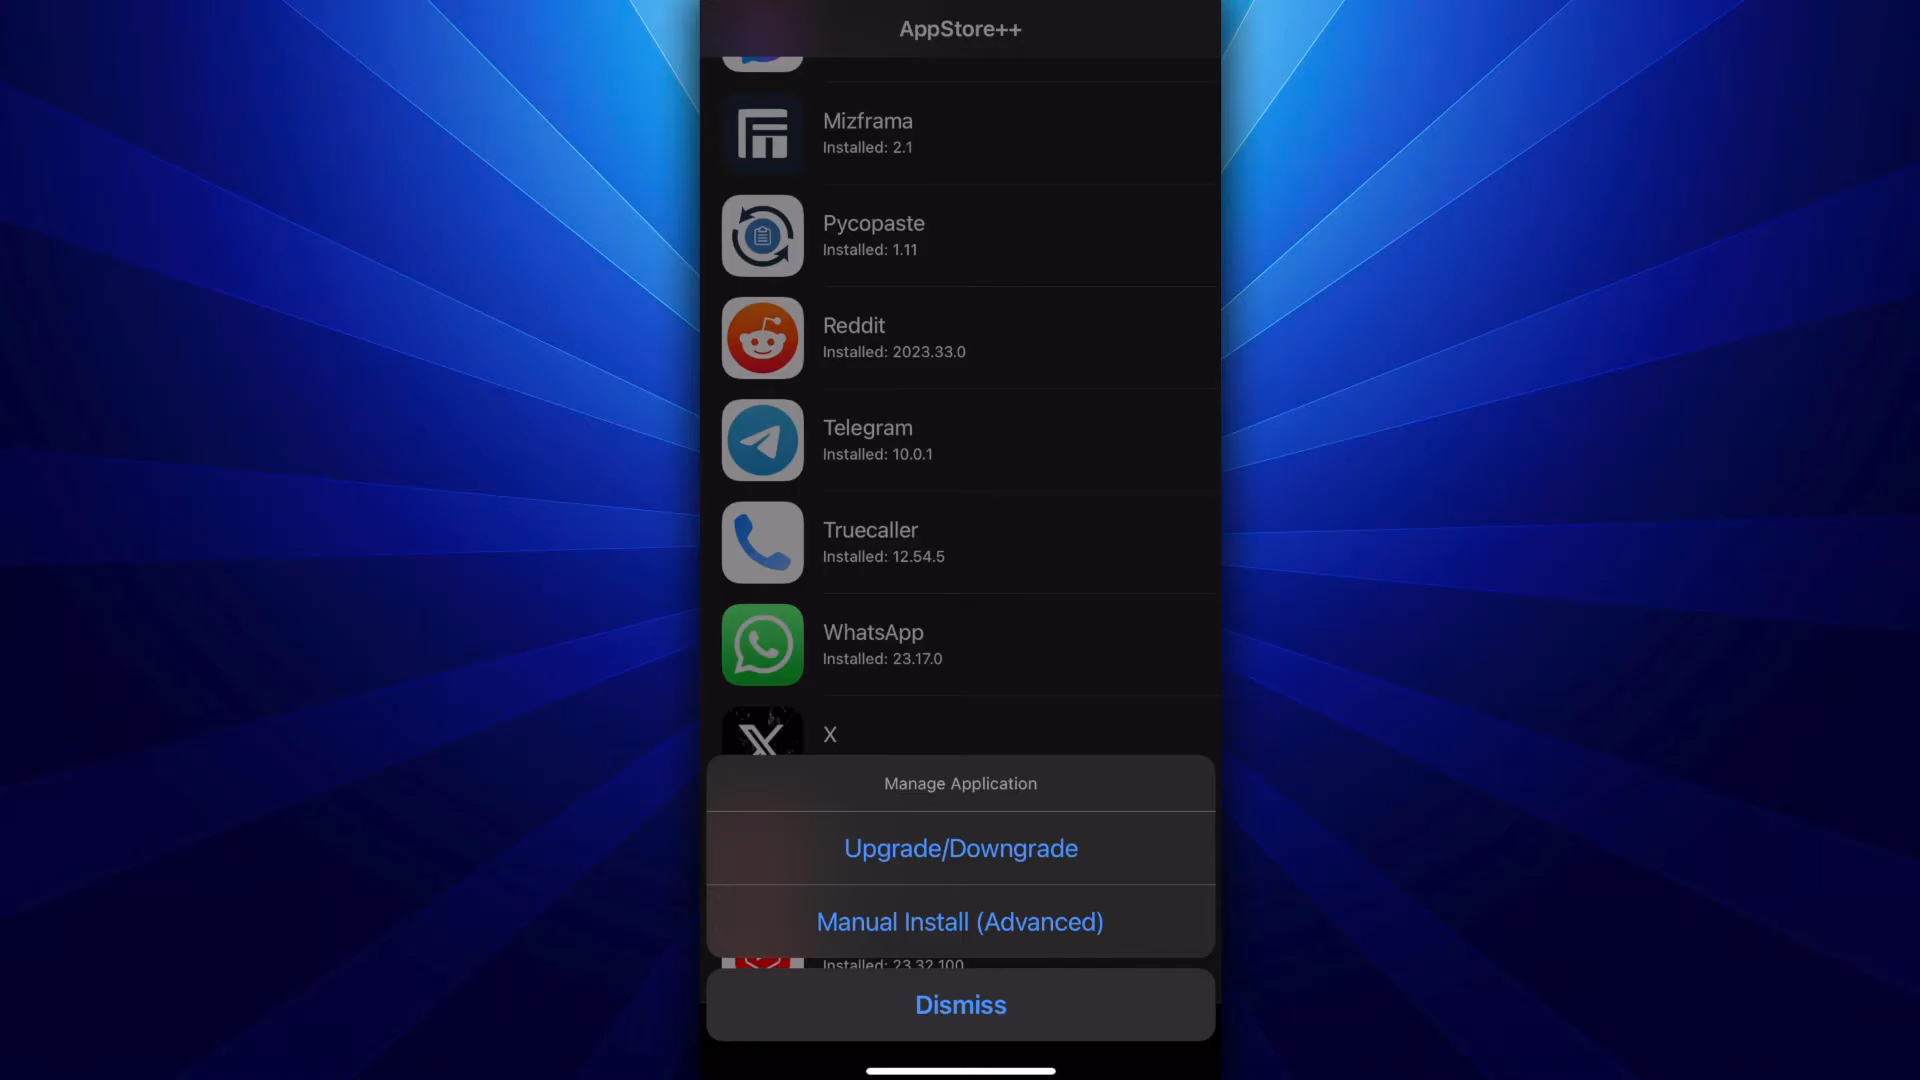 AppStore++
Mizframa
Installed: 2.1
Pycopaste
Installed: 1.11
Reddit
Installed: 2023.33.0
Telegram
Installed: 10.0.1
Truecaller
Installed: 12.54.5
WhatsApp
Installed: 23.17.0
X
Manage Application
Upgrade/Downgrade
Manual Install (Advanced)
Installed: 23.32.100
Dismiss